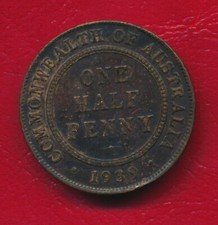 COMMONWEALTH OF AUSTRALIA
ONE
HALF
PENNY